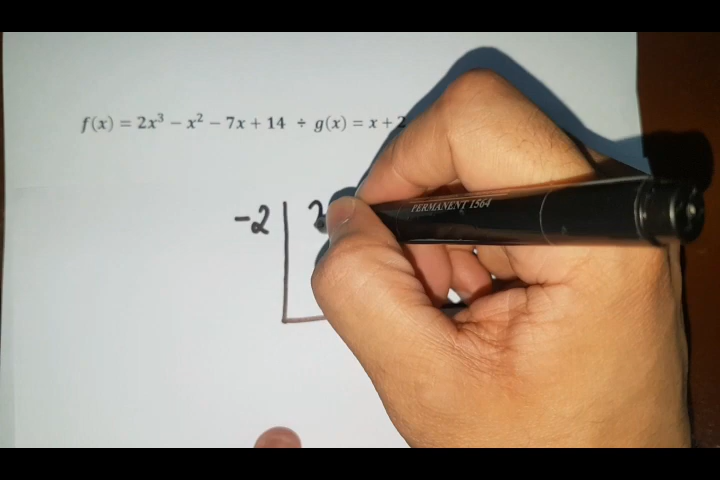 f(x) = 2x³ − x² − 7x + 14 ÷ g(x) = x + 2
-2 2
PERMANENT 1564